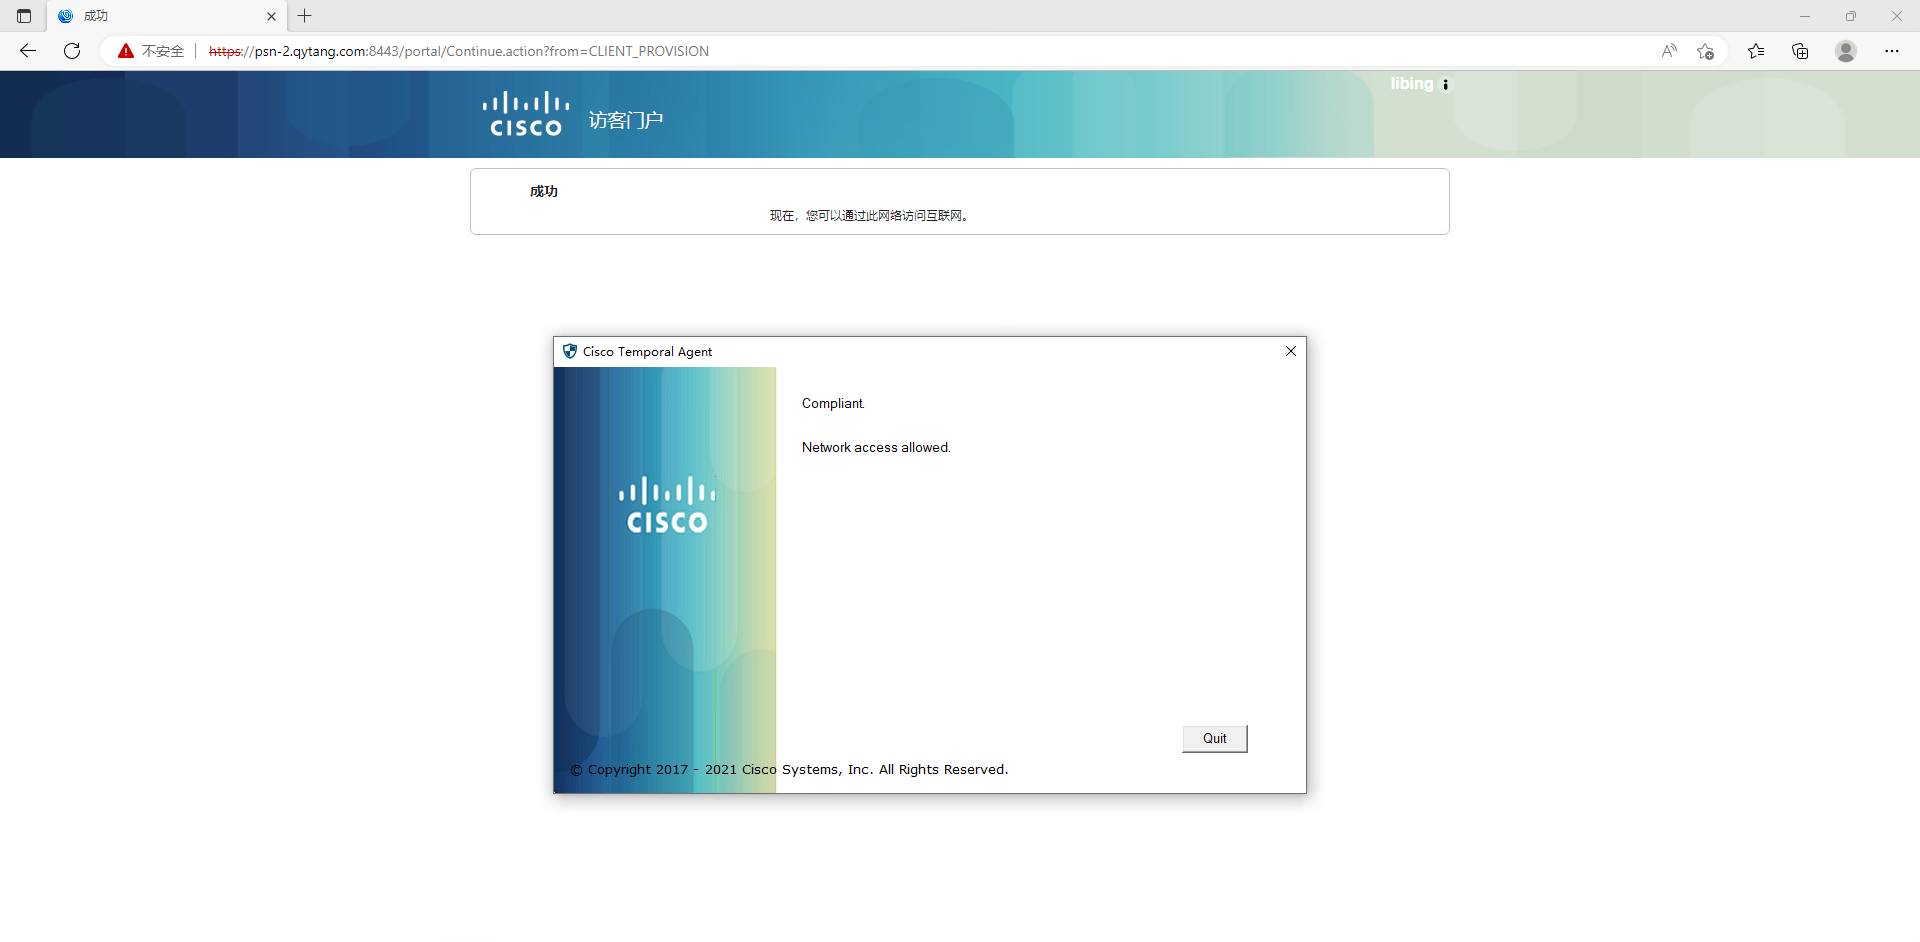 成功
不安全
https://psn-2.qytang.com:8443/portal/Continue.action?from=CLIENT_PROVISION
libing
CISCO
访客门户
成功
现在，您可以通过此网络访问互联网。
Cisco Temporal Agent
Compliant.
Network access allowed.
CISCO
Quit
© Copyright 2017 - 2021 Cisco Systems, Inc. All Rights Reserved.